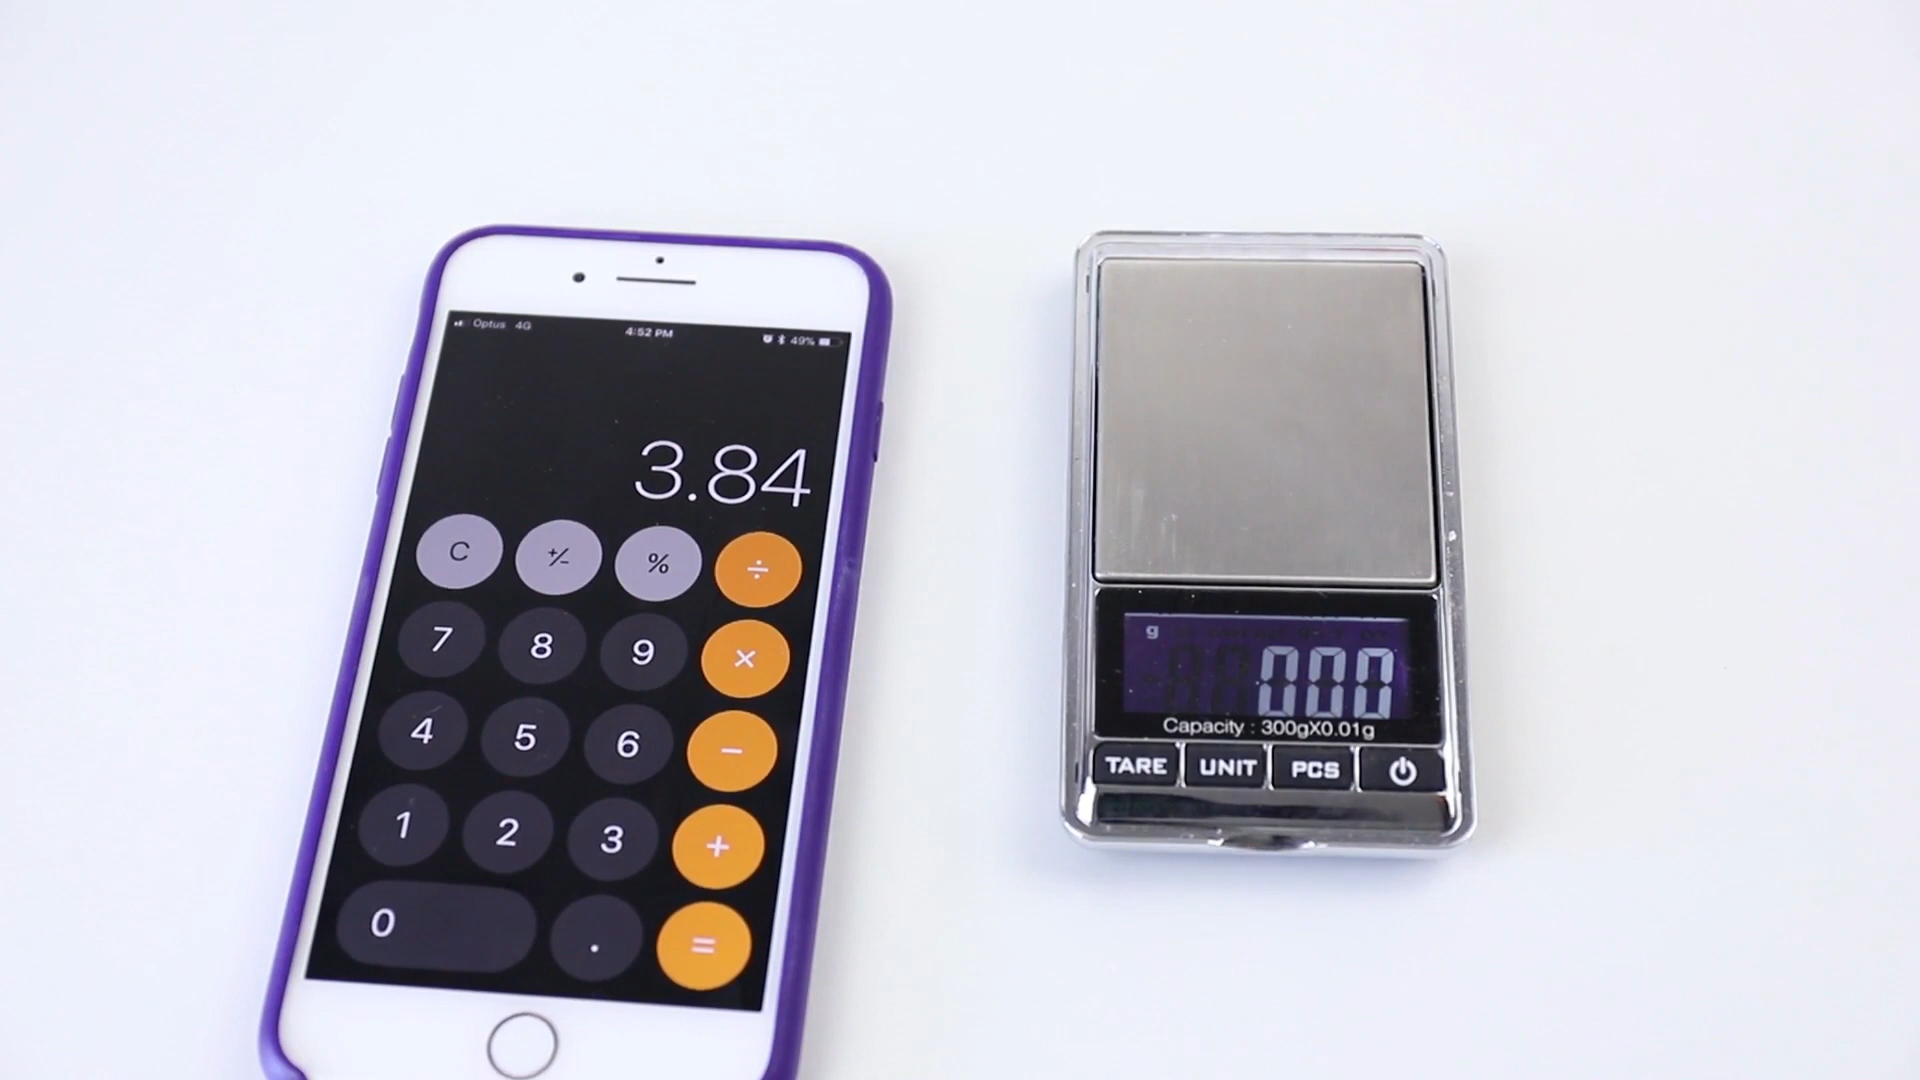 Optus 4G 4:52 PM 49%
3.84
C +/- % ÷
7 8 9 ×
4 5 6 −
1 2 3 +
0 . =
g
000
Capacity : 300gX0.01g
TARE UNIT PCS